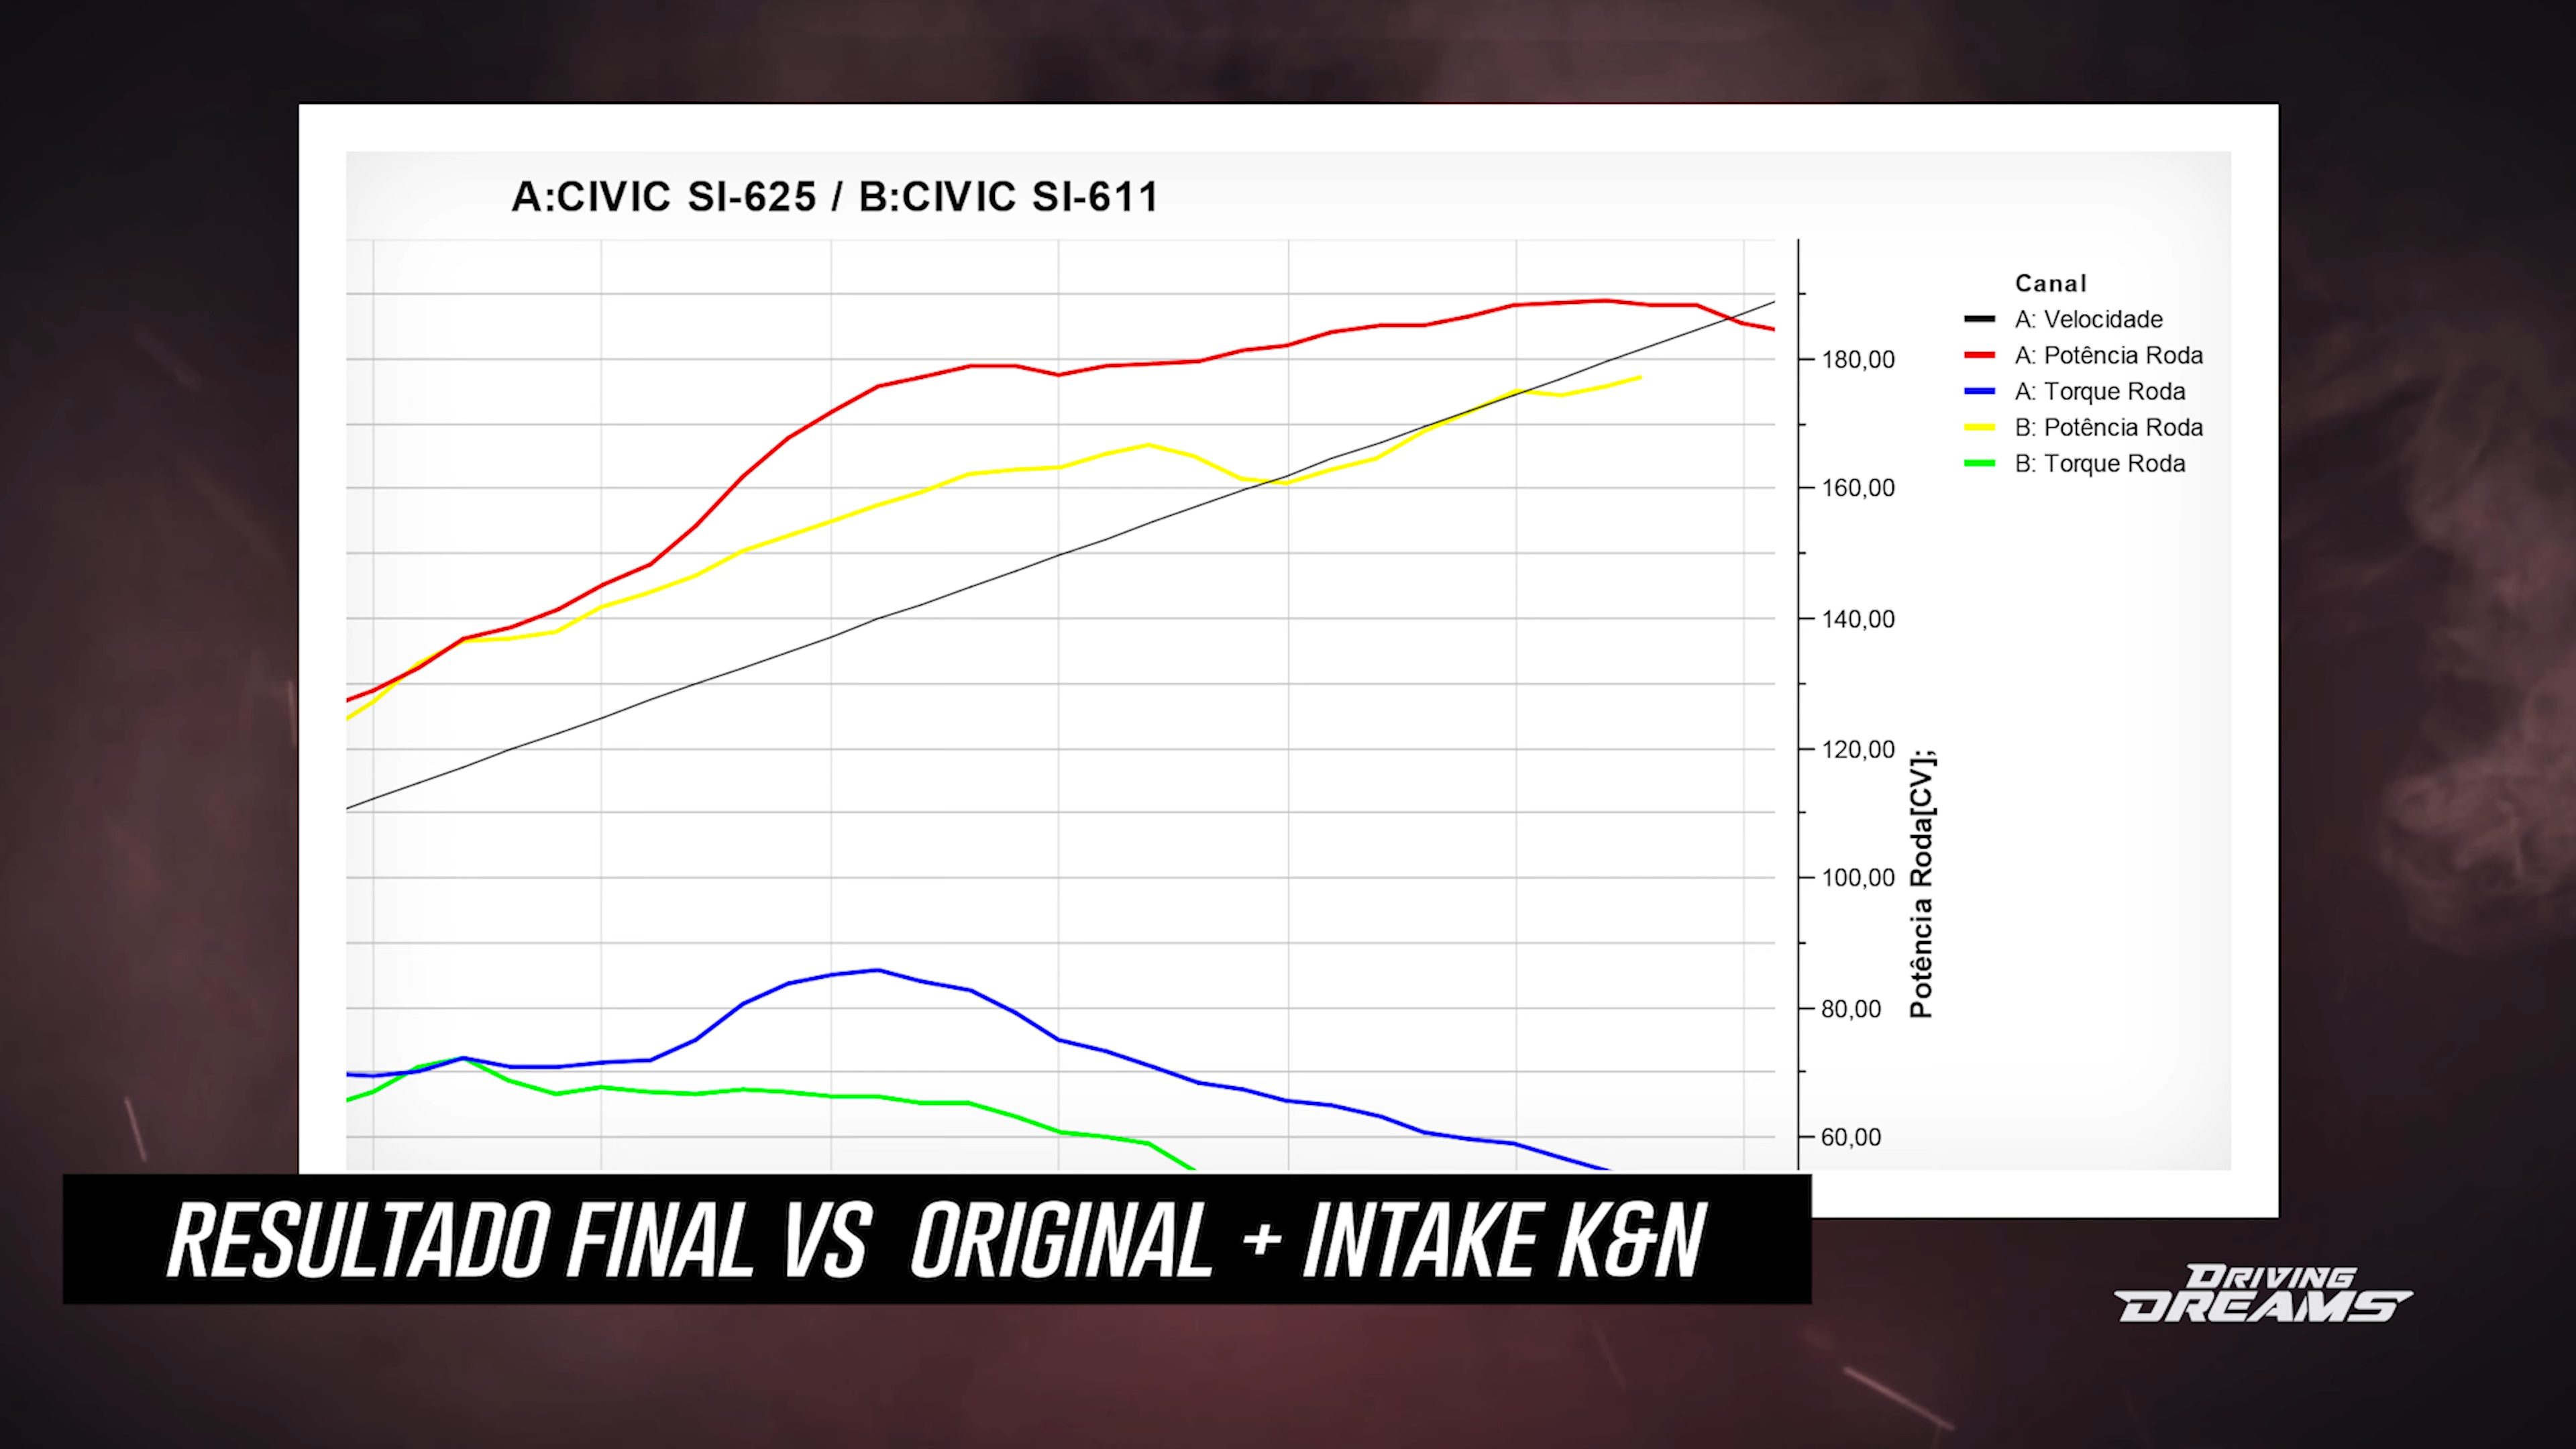 A:CIVIC SI-625 / B:CIVIC SI-611
Canal
A: Velocidade
A: Potência Roda
A: Torque Roda
B: Potência Roda
B: Torque Roda
180,00
160,00
140,00
120,00
100,00
80,00
60,00
Potência Roda[CV];
RESULTADO FINAL VS ORIGINAL + INTAKE K&N
DRIVING
DREAMS